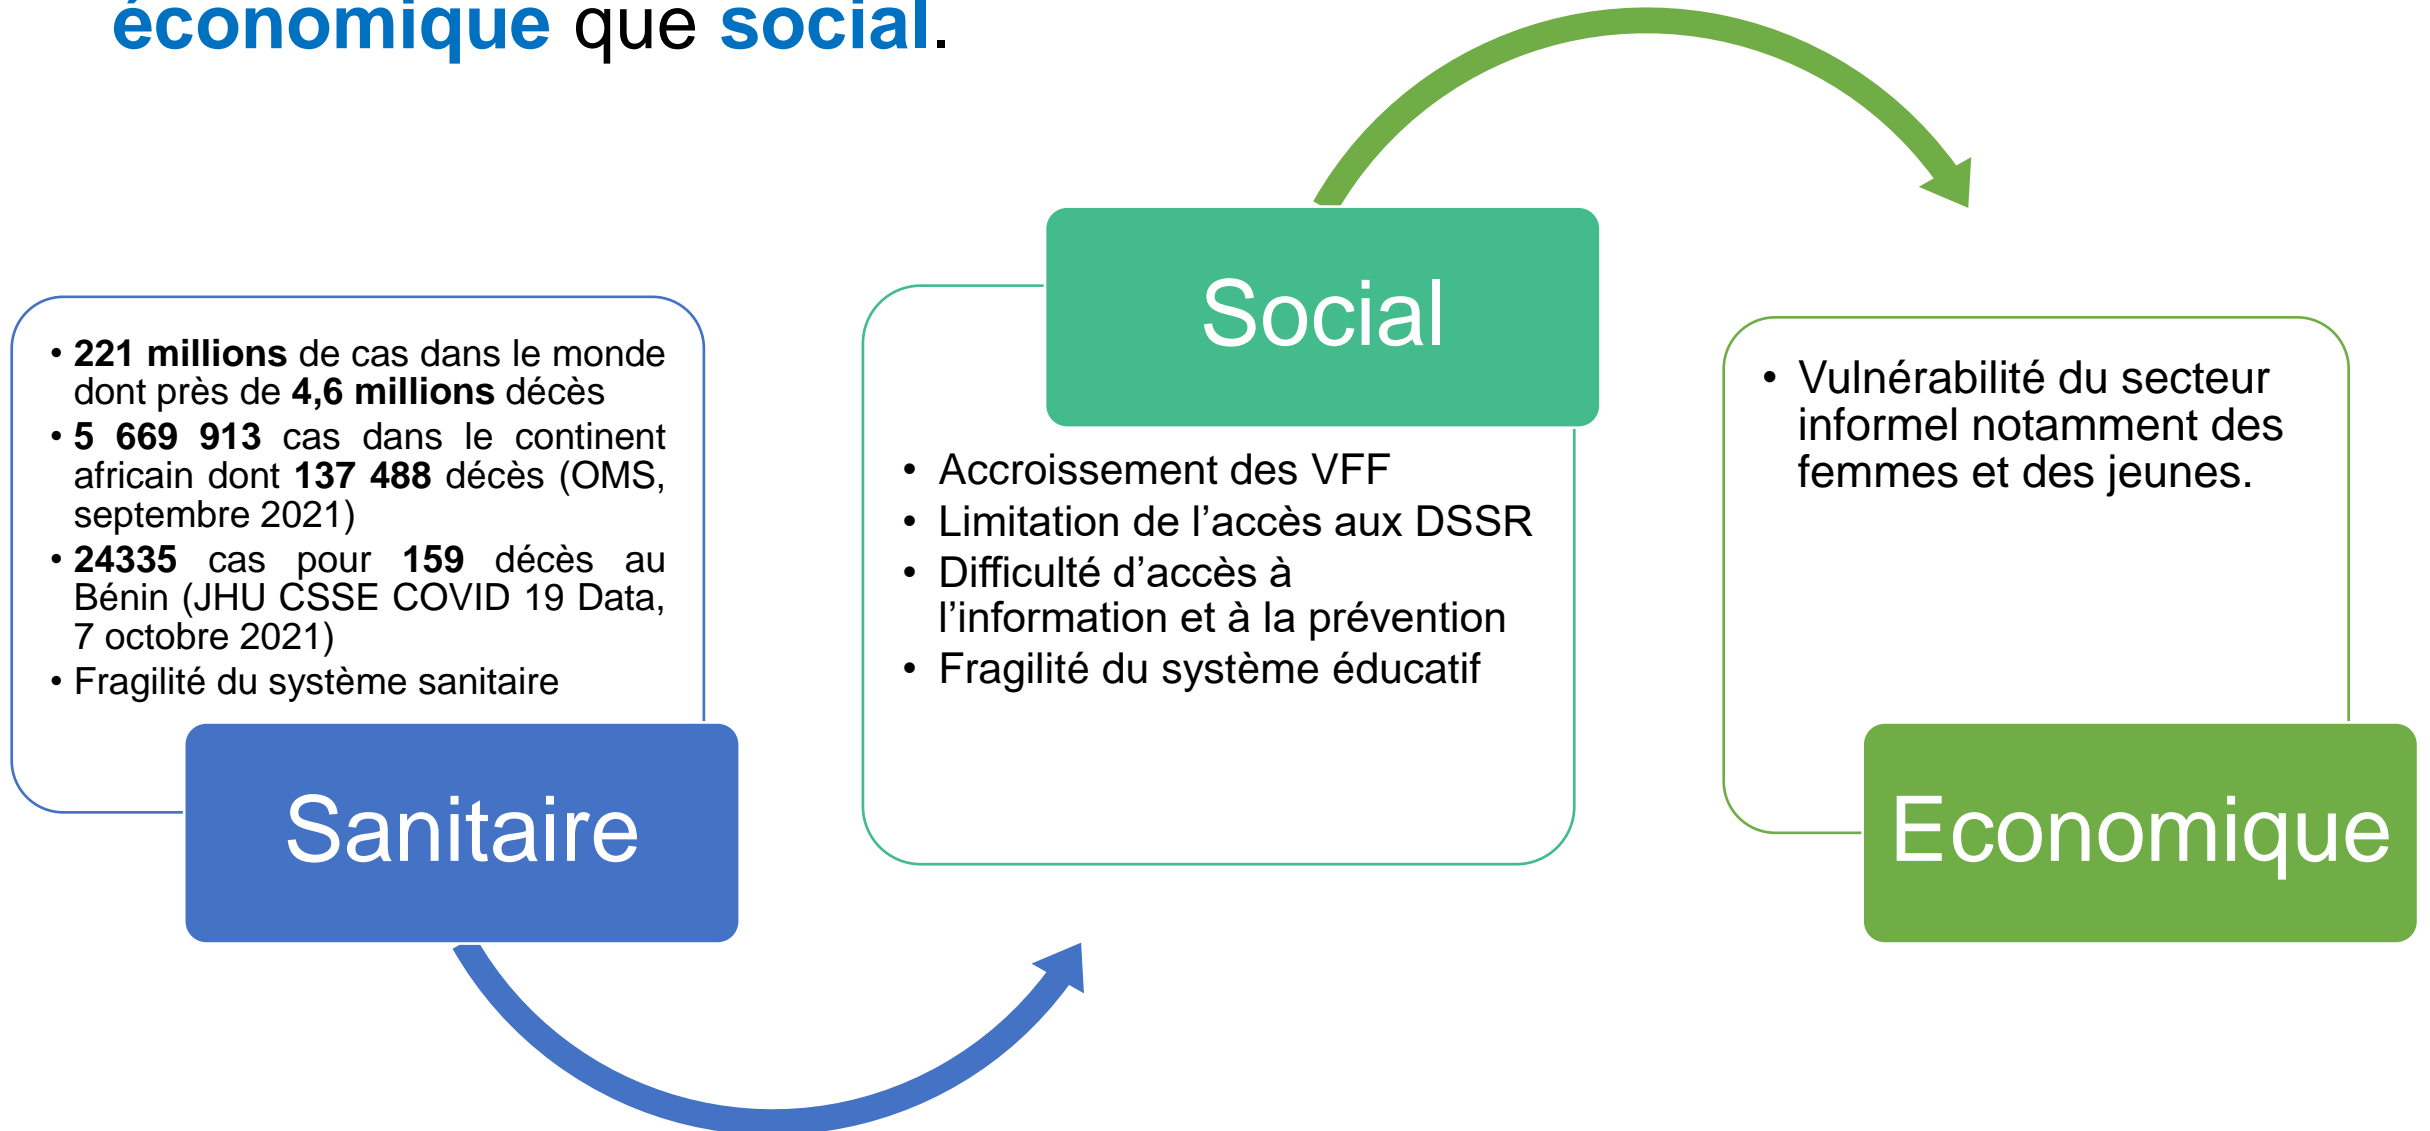 économique que social.
• 221 millions de cas dans le monde
dont près de 4,6 millions décès
• 5 669 913 cas dans le continent
africain dont 137 488 décès (OMS,
septembre 2021)
• 24335 cas pour 159 décès au
Bénin (JHU CSSE COVID 19 Data,
7 octobre 2021)
• Fragilité du système sanitaire
Sanitaire
Social
• Accroissement des VFF
• Limitation de l’accès aux DSSR
• Difficulté d’accès à
l’information et à la prévention
• Fragilité du système éducatif
• Vulnérabilité du secteur
informel notamment des
femmes et des jeunes.
Economique